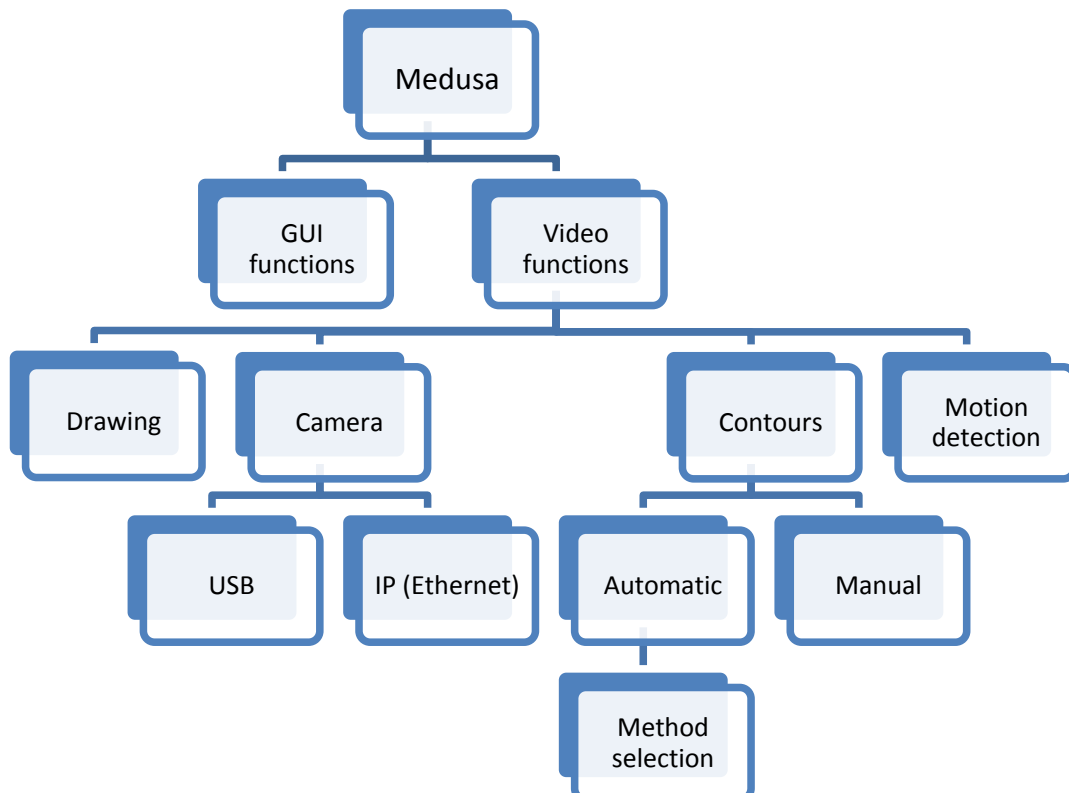 Medusa
GUI
functions
Video
functions
Drawing
Camera
Contours
Motion
detection
USB
IP (Ethernet)
Automatic
Manual
Method
selection